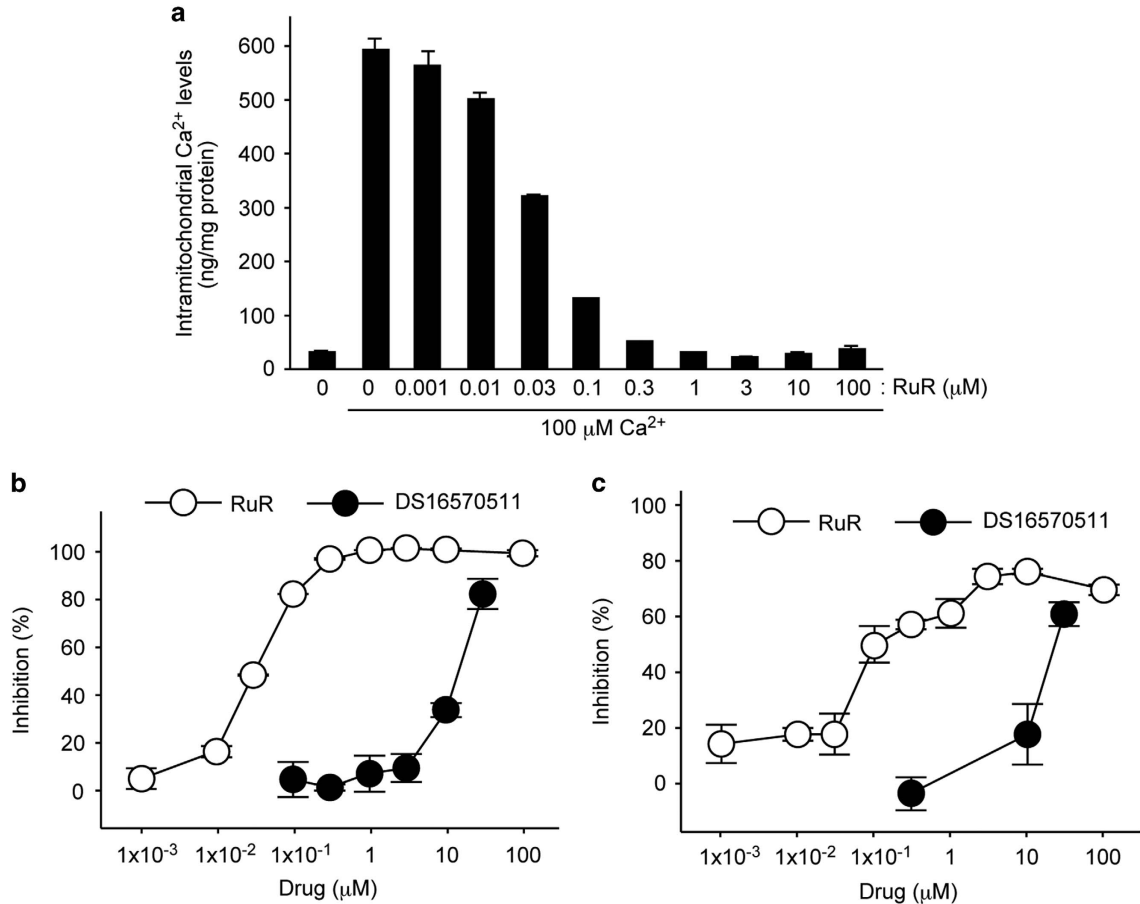 a
Intramitochondrial Ca²⁺ levels
(ng/mg protein)
600
500
400
300
200
100
0
0 0 0.001 0.01 0.03 0.1 0.3 1 3 10 100 : RuR (μM)
100 μM Ca²⁺
b
RuR DS16570511
Inhibition (%)
100
80
60
40
20
0
1x10⁻³ 1x10⁻² 1x10⁻¹ 1 10 100
Drug (μM)
c
RuR DS16570511
Inhibition (%)
100
80
60
40
20
0
1x10⁻³ 1x10⁻² 1x10⁻¹ 1 10 100
Drug (μM)